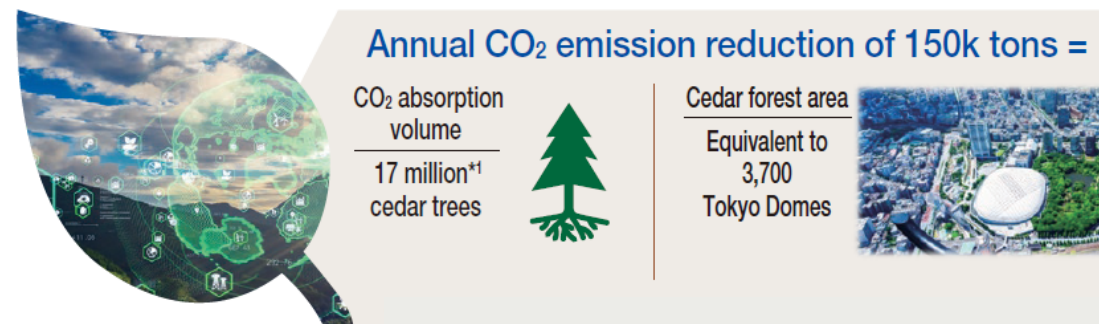 Annual CO₂ emission reduction of 150k tons =
CO₂ absorption
volume
17 million*1
cedar trees
Cedar forest area
Equivalent to
3,700
Tokyo Domes